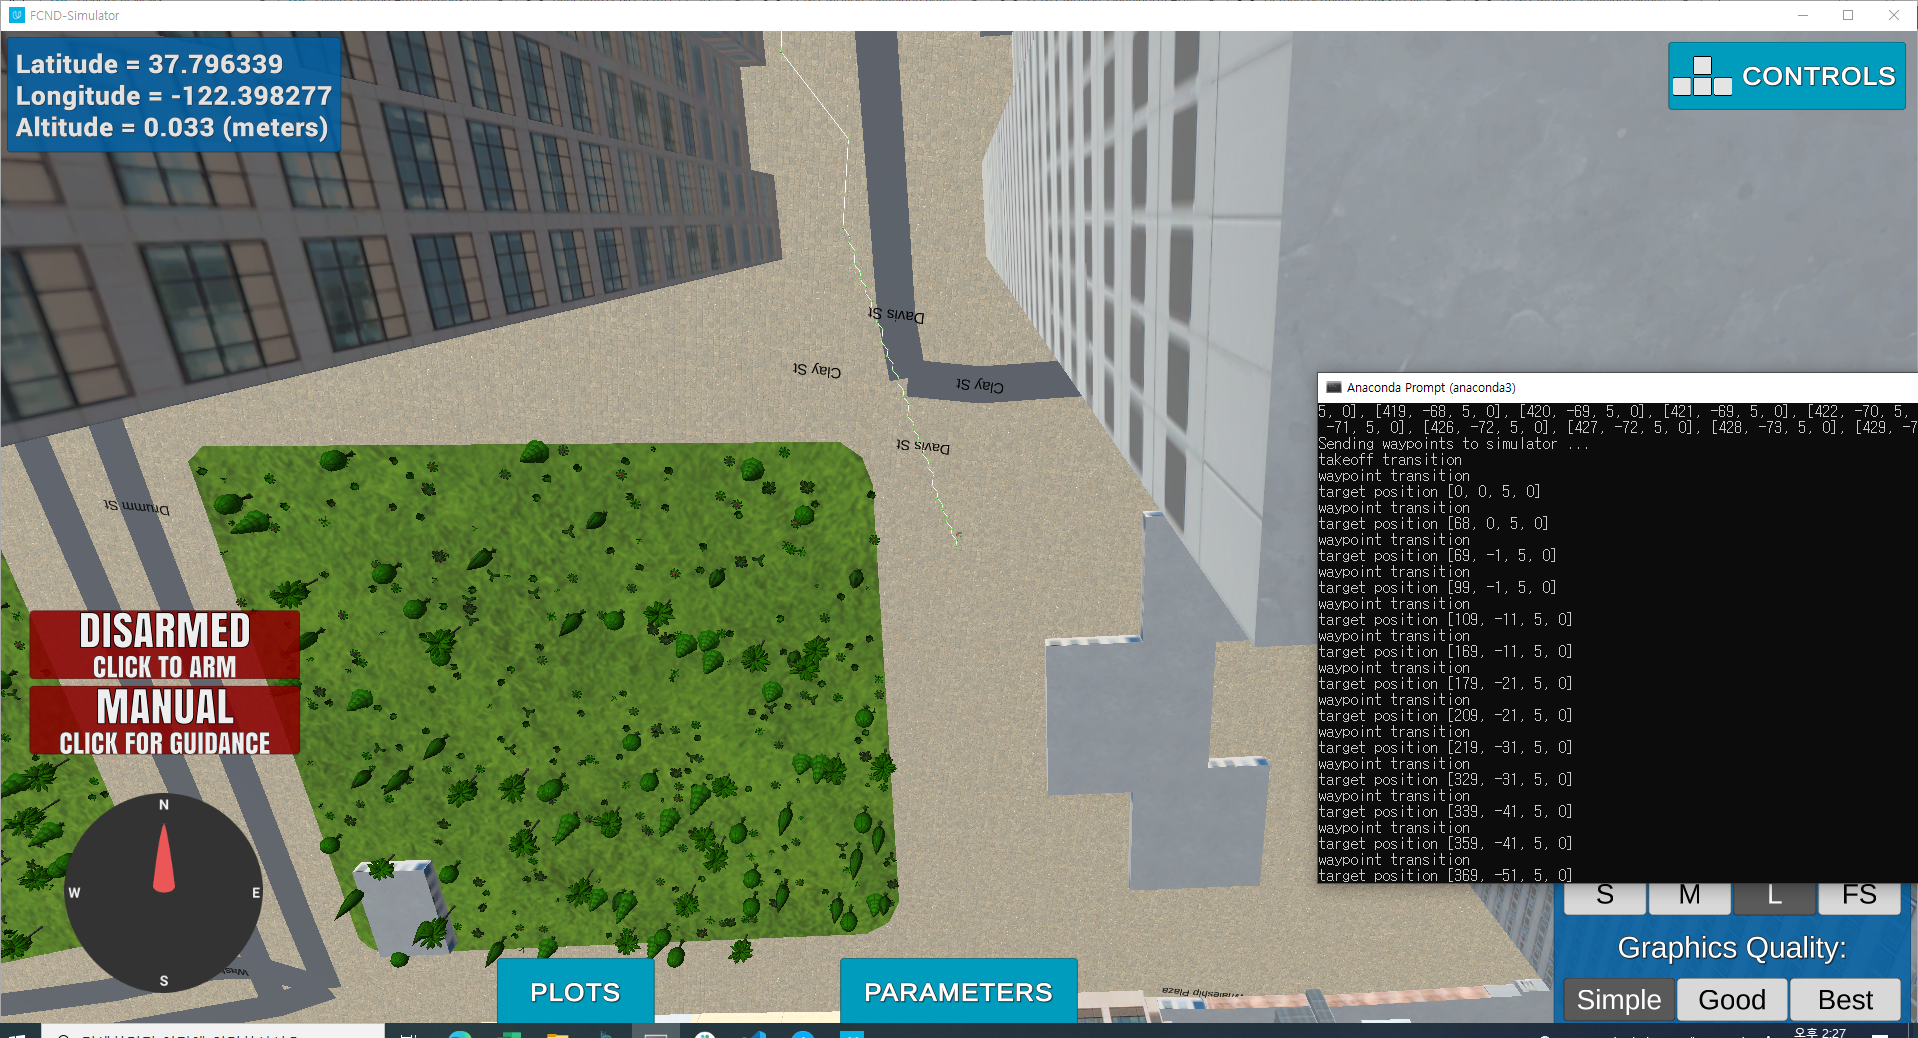 FCND-Simulator
Latitude = 37.796339
Longitude = -122.398277
Altitude = 0.033 (meters)
CONTROLS
Davis St
Clay St
Clay St
Davis St
Drumm St
Anaconda Prompt (anaconda3)
5, 0], [419, -68, 5, 0], [420, -69, 5, 0], [421, -69, 5, 0], [422, -70, 5,
-71, 5, 0], [426, -72, 5, 0], [427, -72, 5, 0], [428, -73, 5, 0], [429, -7
Sending waypoints to simulator ...
takeoff transition
waypoint transition
target position [0, 0, 5, 0]
waypoint transition
target position [68, 0, 5, 0]
waypoint transition
target position [69, -1, 5, 0]
waypoint transition
target position [99, -1, 5, 0]
waypoint transition
target position [109, -11, 5, 0]
waypoint transition
target position [169, -11, 5, 0]
waypoint transition
target position [179, -21, 5, 0]
waypoint transition
target position [209, -21, 5, 0]
waypoint transition
target position [219, -31, 5, 0]
waypoint transition
target position [329, -31, 5, 0]
waypoint transition
target position [339, -41, 5, 0]
waypoint transition
target position [359, -41, 5, 0]
waypoint transition
target position [369, -51, 5, 0]
DISARMED
CLICK TO ARM
MANUAL
CLICK FOR GUIDANCE
N
W E
S
PLOTS
PARAMETERS
S M L FS
Graphics Quality:
Simple Good Best
오후 2:27